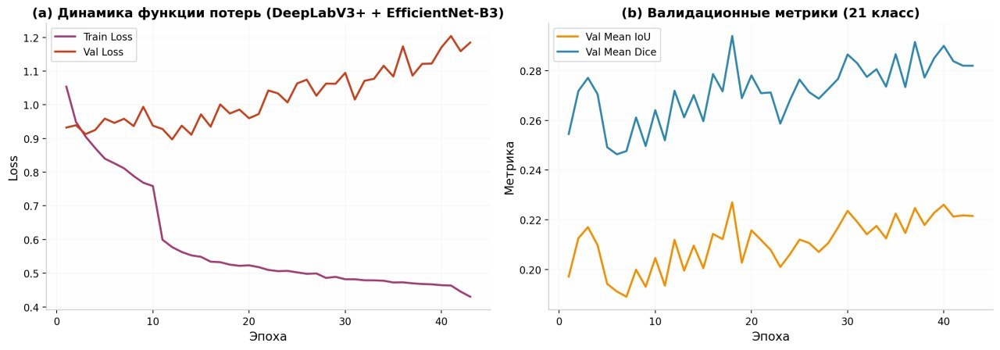 (a) Динамика функции потерь (DeepLabV3+ + EfficientNet-B3)
Train Loss
Val Loss
1.2
1.1
1.0
0.9
0.8
0.7
0.6
0.5
0.4
Loss
0
10
20
30
40
Эпоха
(b) Валидационные метрики (21 класс)
Val Mean IoU
Val Mean Dice
0.28
0.26
0.24
0.22
0.20
Метрика
0
10
20
30
40
Эпоха